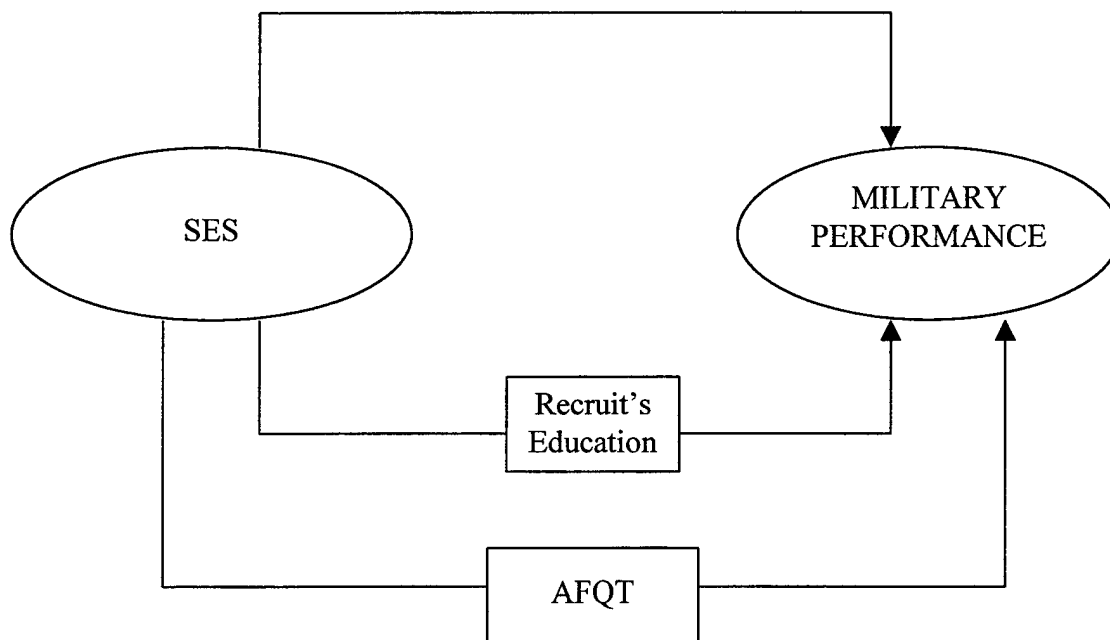 SES
MILITARY
PERFORMANCE
Recruit's
Education
AFQT